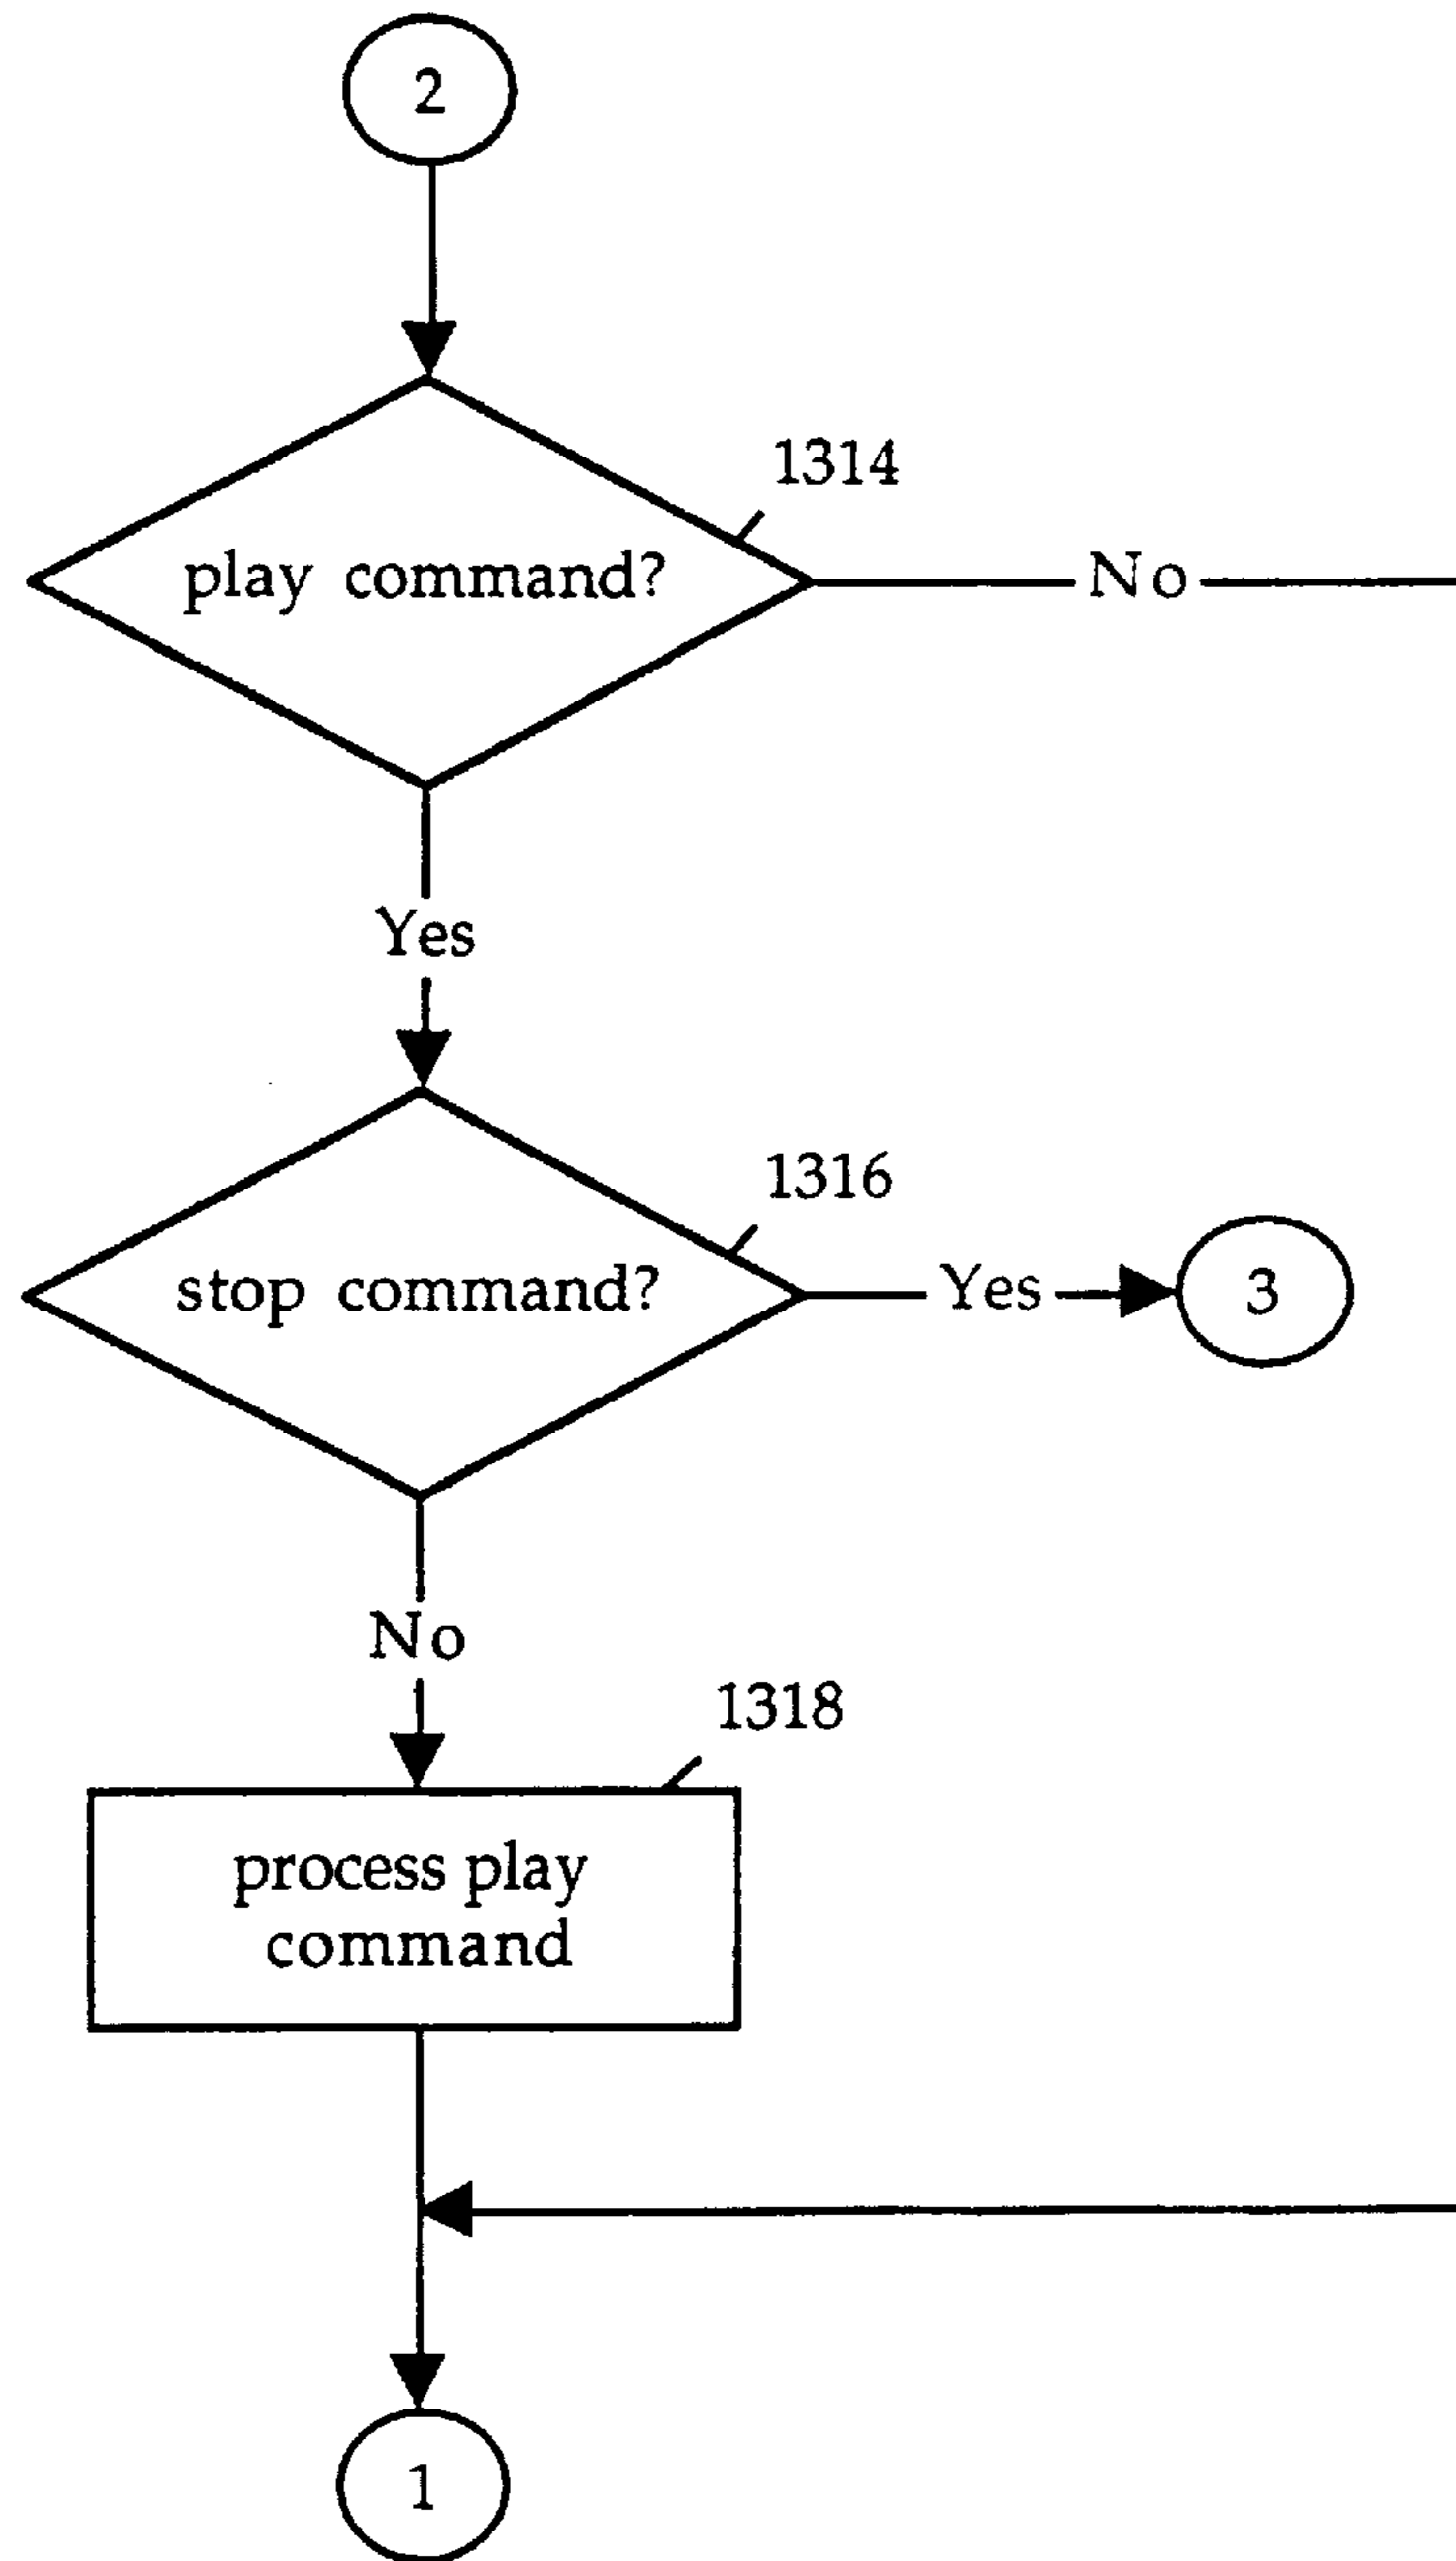 2
1314
play command?
No
Yes
1316
stop command?
Yes
3
No
1318
process play
command
1